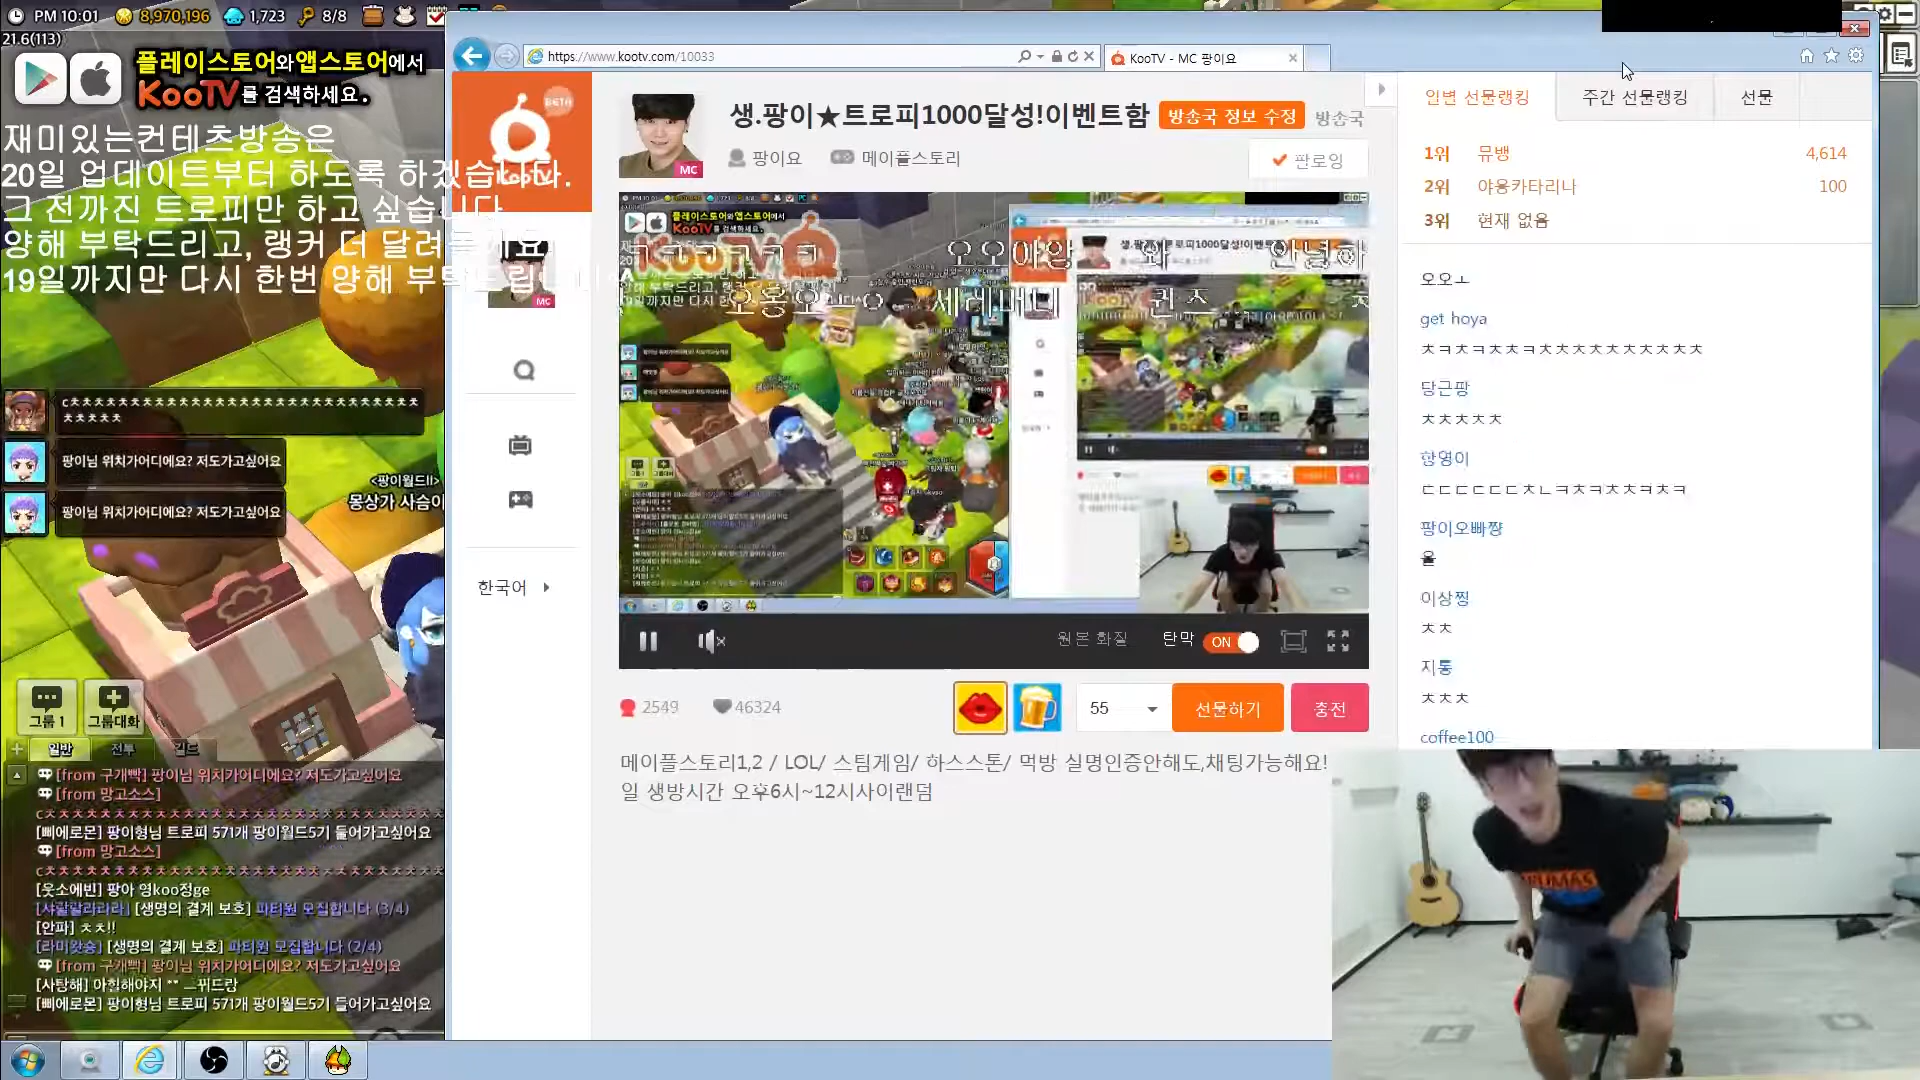 PM 10:01 8,970,196 1,723 8/8
21.6(113)
플레이스토어와앱스토어에서
KooTV를 검색하세요.
재미있는컨테츠방송은
20일 업데이트부터 하도록 하겠습니다.
그 전까진 트로피만 하고 싶습니다
양해 부탁드리고, 랭커 더 달려
19일까지만 다시 한번 양해 부탁드립니
cㅊㅊㅊㅊㅊㅊㅊㅊㅊㅊㅊㅊㅊㅊㅊㅊㅊㅊㅊㅊㅊㅊㅊㅊㅊ
ㅊㅊㅊㅊㅊ
팡이님 위치가어디에요? 저도가고싶어요
팡이님 위치가어디에요? 저도가고싶어요
<팡이월드!!>
몽상가 사슴이
그룹 1
그룹대화
일반 전투 길드
[from 구개빡] 팡이님 위치가어디에요? 저도가고싶어요
[from 망고소스]
[삐에로몬] 팡이형님 트로피 571개 팡이월드5기 들어가고싶어요
[from 망고소스]
[웃소에빈] 팡아 영koo정ge
[샤랄랄라라라] [생명의 결계 보호] 파티원 모집합니다 (3/4)
[안파] ㅊㅊ!!
[라미왓숑] [생명의 결계 보호] 파티원 모집합니다 (2/4)
[from 구개빡] 팡이님 위치가어디에요? 저도가고싶어요
[사탕해] 아험해야지 ** ㅡ뀌드랑
[삐에로몬] 팡이형님 트로피 571개 팡이월드5기 들어가고싶어요
https://www.kootv.com/10033
KooTV - MC 팡이요
BETA
KooTV
MC
한국어
MC
생.팡이★트로피1000달성!이벤트함
방송국 정보 수정
방송국
팡이요
메이플스토리
판로잉
원본 화질
탄막
ON
2549
46324
55
선물하기
충전
메이플스토리1,2 / LOL/ 스팀게임/ 하스스톤/ 먹방 실명인증안해도,채팅가능해요!
일 생방시간 오후6시~12시사이랜덤
일별 선물랭킹
주간 선물랭킹
선물
1위 뮤뱅 4,614
2위 야옹카타리나 100
3위 현재 없음
오오ㅗ
get hoya
ㅊㅋㅊㅋㅊㅊㅋㅊㅊㅊㅊㅊㅊㅊㅊㅊㅊ
당근팡
ㅊㅊㅊㅊㅊ
항영이
ㄷㄷㄷㄷㄷㄷㅊㄴㅋㅊㅋㅊㅊㅋㅊㅋ
팡이오빠쨩
올
이상찡
ㅊㅊ
지통
ㅊㅊㅊ
coffee100